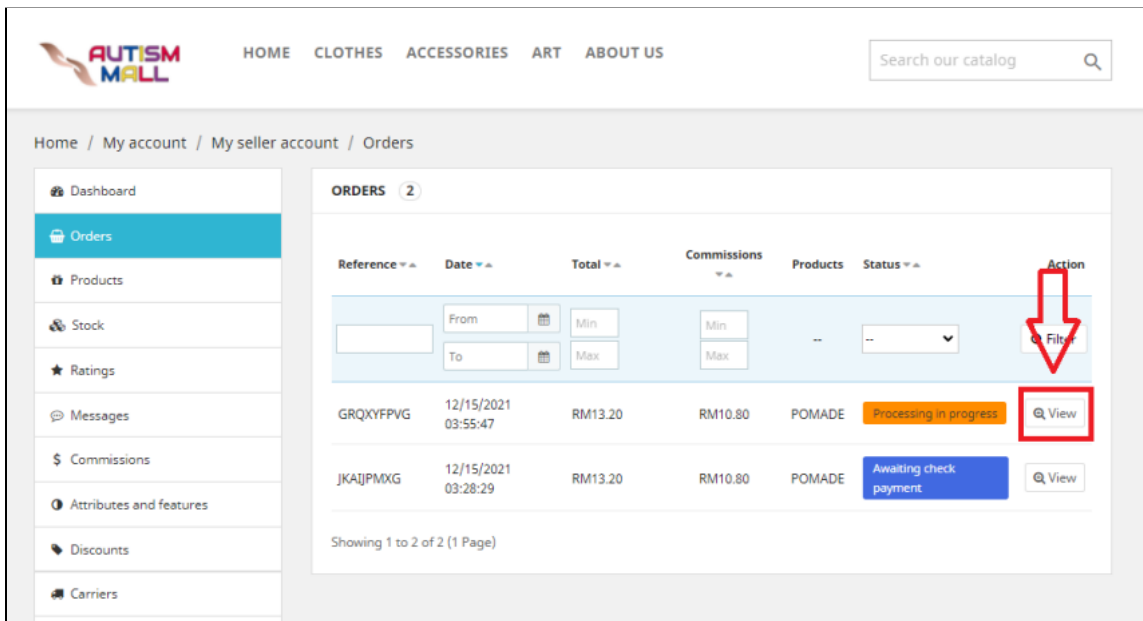 AUTISM
MALL
HOME CLOTHES ACCESSORIES ART ABOUT US
Search our catalog
Home / My account / My seller account / Orders
Dashboard
Orders
Products
Stock
Ratings
Messages
$ Commissions
Attributes and features
Discounts
Carriers
ORDERS 2
Reference Date Total Commissions Products Status Action
From Min Min -- -- Filter
To Max Max
GRQXYFPVG 12/15/2021 03:55:47 RM13.20 RM10.80 POMADE Processing in progress View
JKAIJPMXG 12/15/2021 03:28:29 RM13.20 RM10.80 POMADE Awaiting check payment View
Showing 1 to 2 of 2 (1 Page)